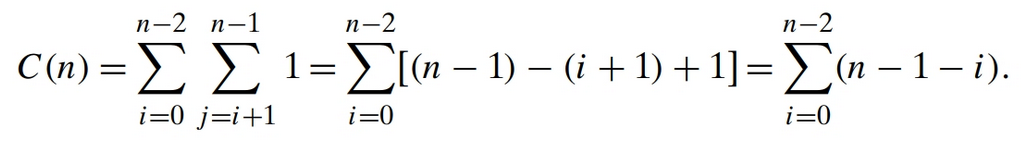 $$C(n) = \sum_{i=0}^{n-2} \sum_{j=i+1}^{n-1} 1 = \sum_{i=0}^{n-2} [(n-1) - (i+1) + 1] = \sum_{i=0}^{n-2} (n-1-i).$$